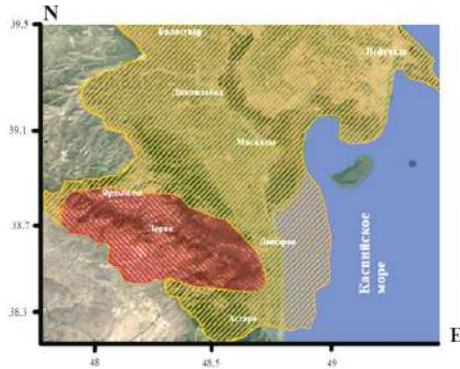 N
39.5
39.1
38.7
38.3
Билясувар
Нефтчала
Джалилабад
Масаллы
Ярдымлы
Лерик
Ленкорань
Астара
Каспийское
море
48
48.5
49
E